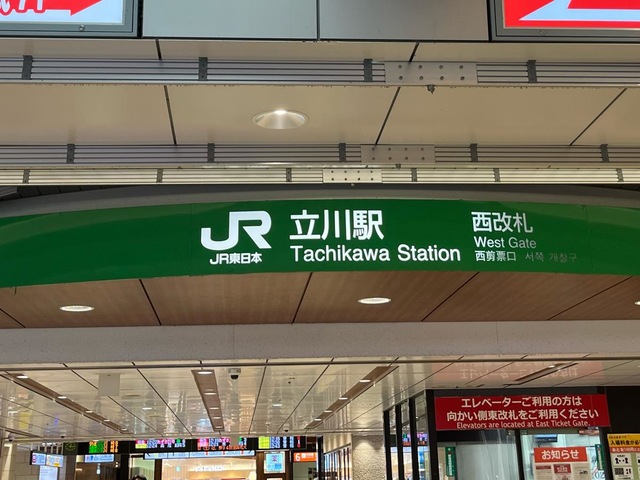 JR
JR東日本
立川駅
Tachikawa Station
西改札
West Gate
西剪票口 서쪽 개찰구
エレベーターご利用の方は
向かい側東改札をご利用ください
Elevators are located at East Ticket Gate.
お知らせ
6